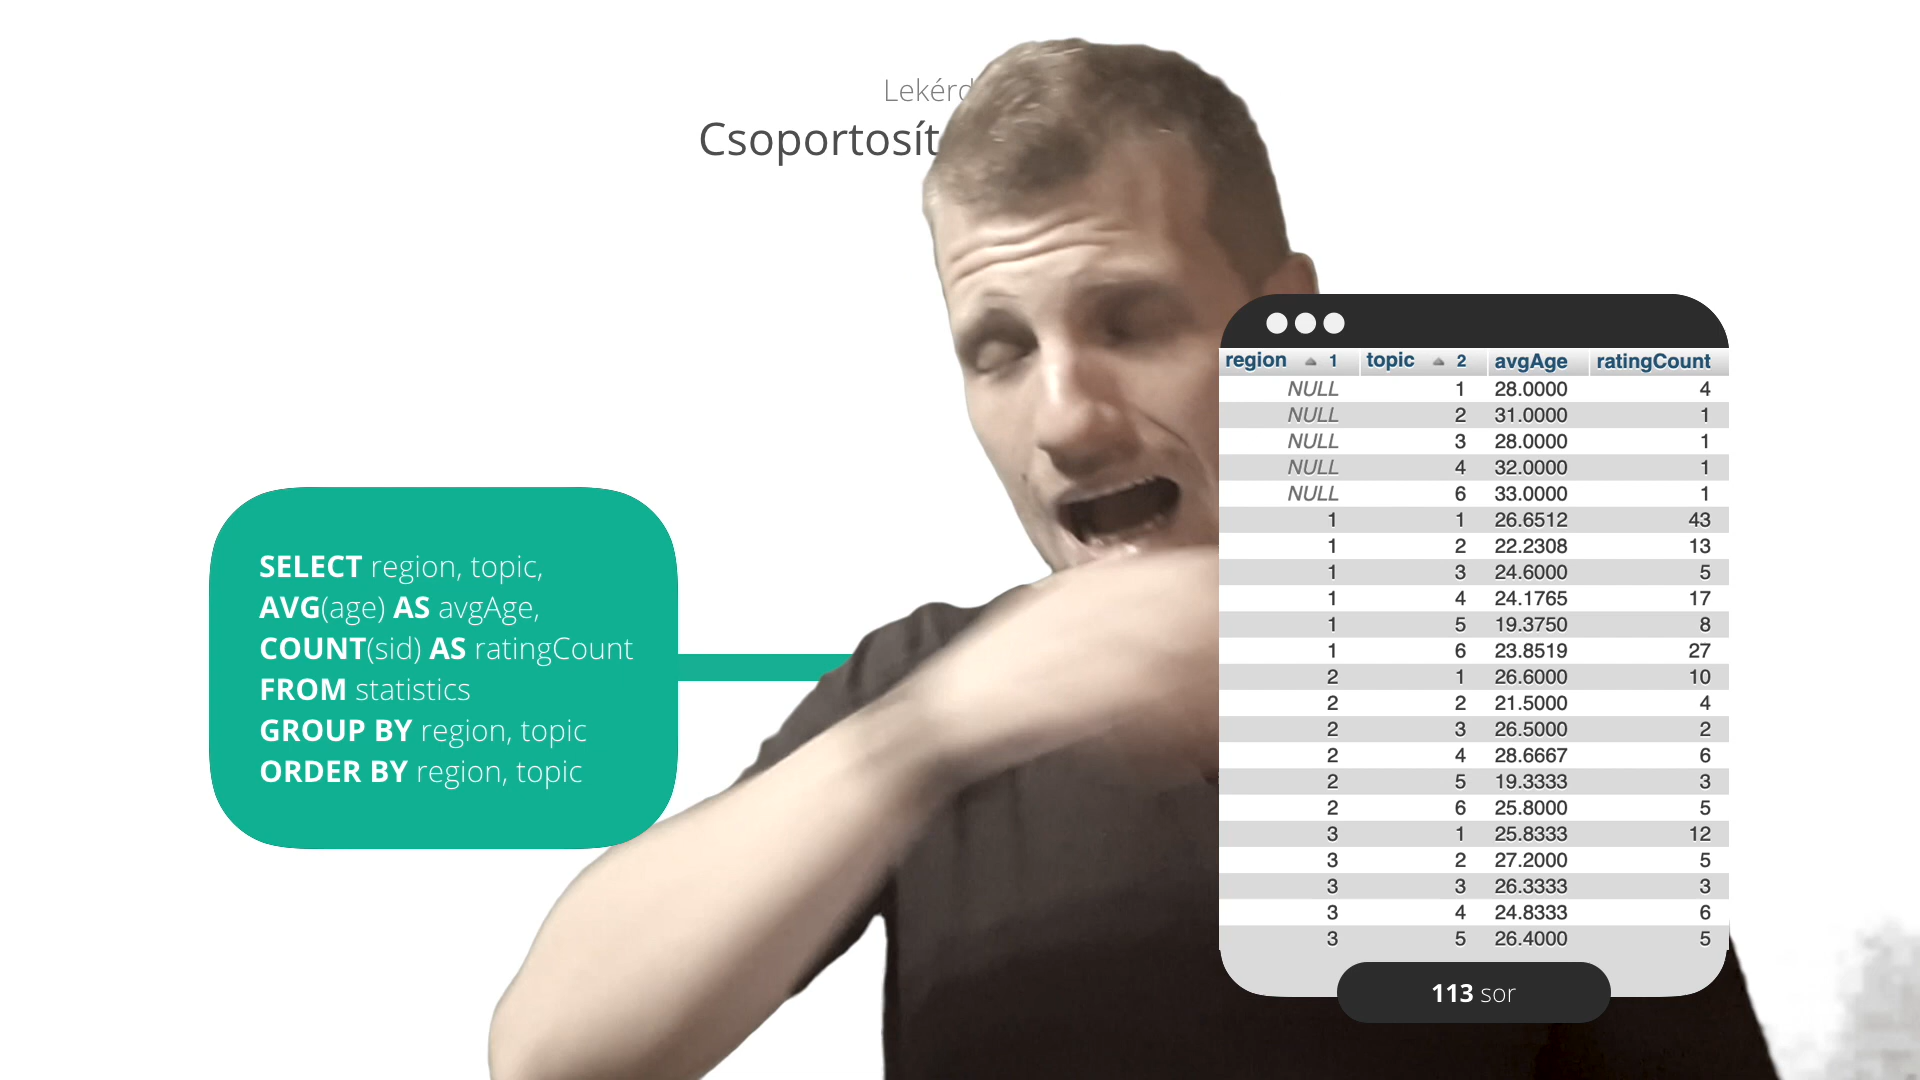 Lekérd
Csoportosít
SELECT region, topic,
AVG(age) AS avgAge,
COUNT(sid) AS ratingCount
FROM statistics
GROUP BY region, topic
ORDER BY region, topic
region 1 topic 2 avgAge ratingCount
NULL 1 28.0000 4
NULL 2 31.0000 1
NULL 3 28.0000 1
NULL 4 32.0000 1
NULL 6 33.0000 1
1 1 26.6512 43
1 2 22.2308 13
1 3 24.6000 5
1 4 24.1765 17
1 5 19.3750 8
1 6 23.8519 27
2 1 26.6000 10
2 2 21.5000 4
2 3 26.5000 2
2 4 28.6667 6
2 5 19.3333 3
2 6 25.8000 5
3 1 25.8333 12
3 2 27.2000 5
3 3 26.3333 3
3 4 24.8333 6
3 5 26.4000 5
113 sor